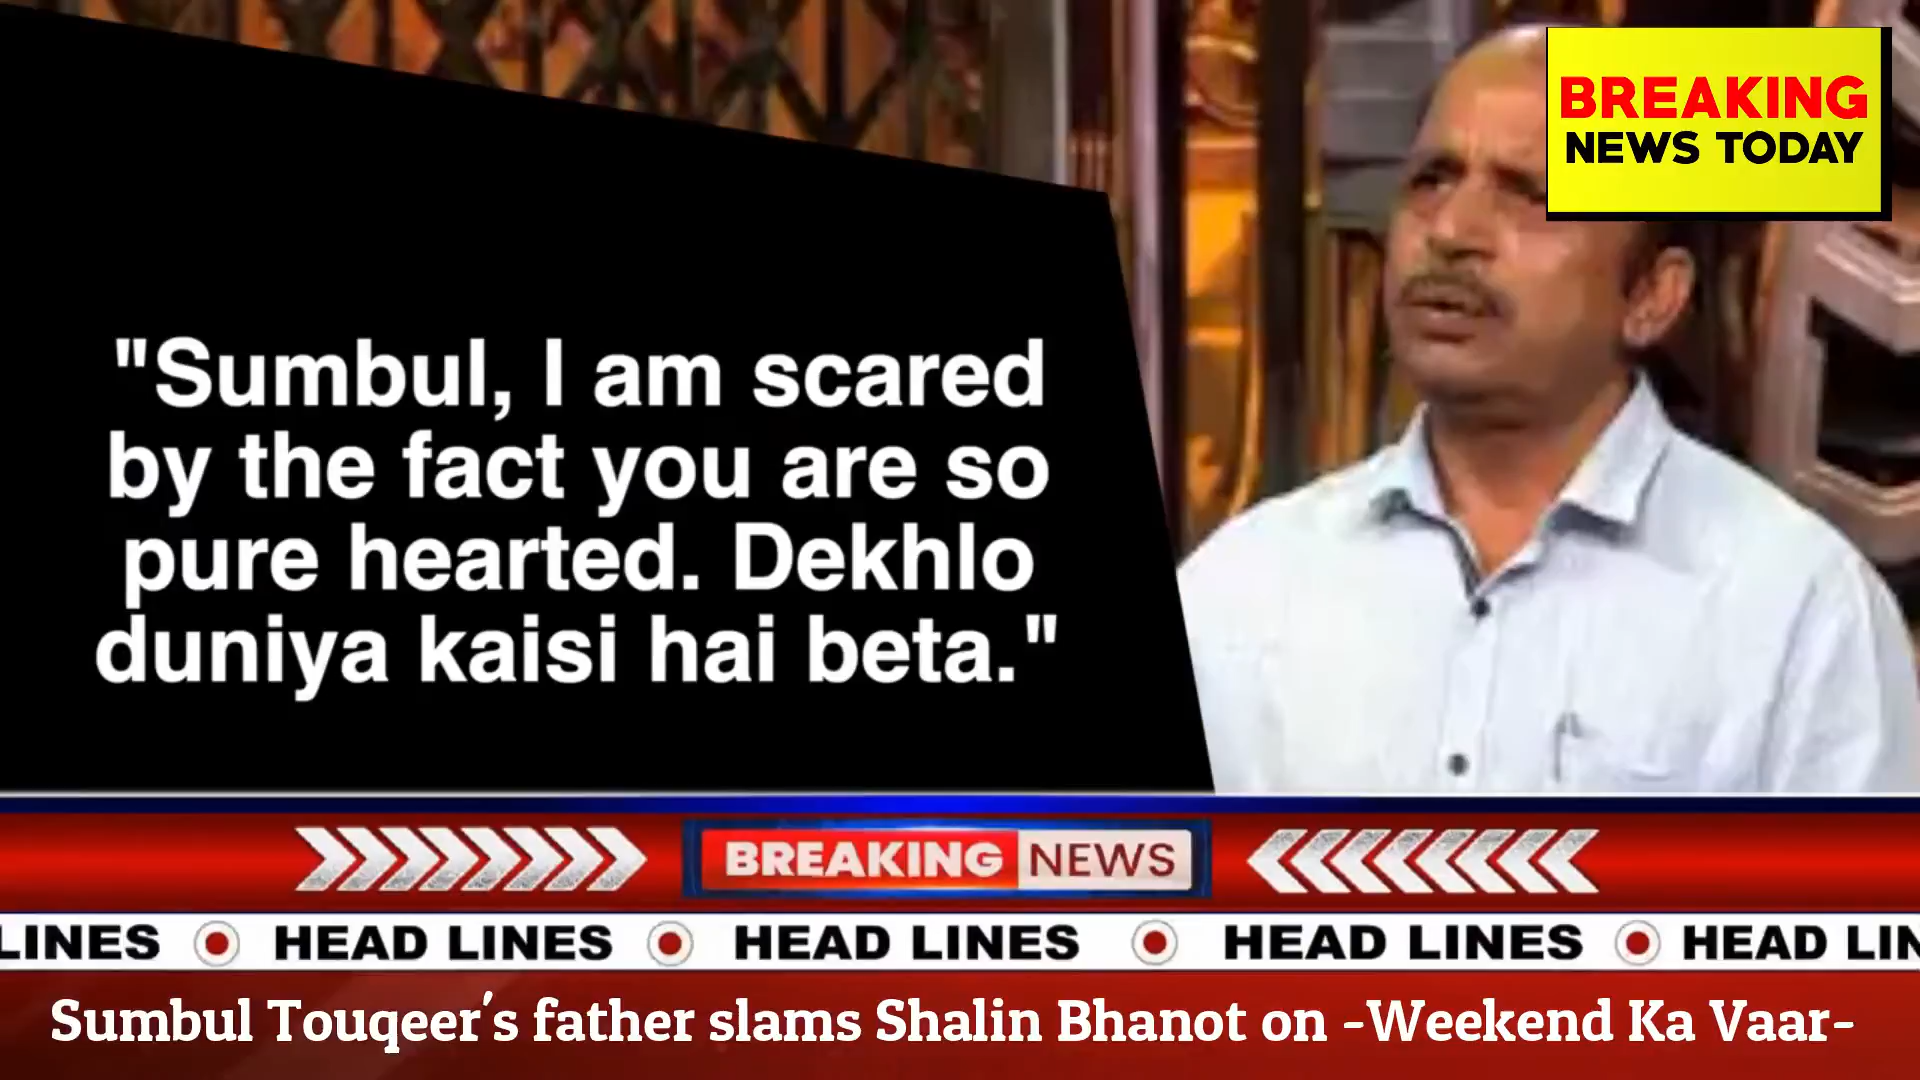 BREAKING
NEWS TODAY
"Sumbul, I am scared
by the fact you are so
pure hearted. Dekhlo
duniya kaisi hai beta."
BREAKING NEWS
LINES HEAD LINES HEAD LINES HEAD LINES HEAD LIN
Sumbul Touqeer's father slams Shalin Bhanot on -Weekend Ka Vaar-